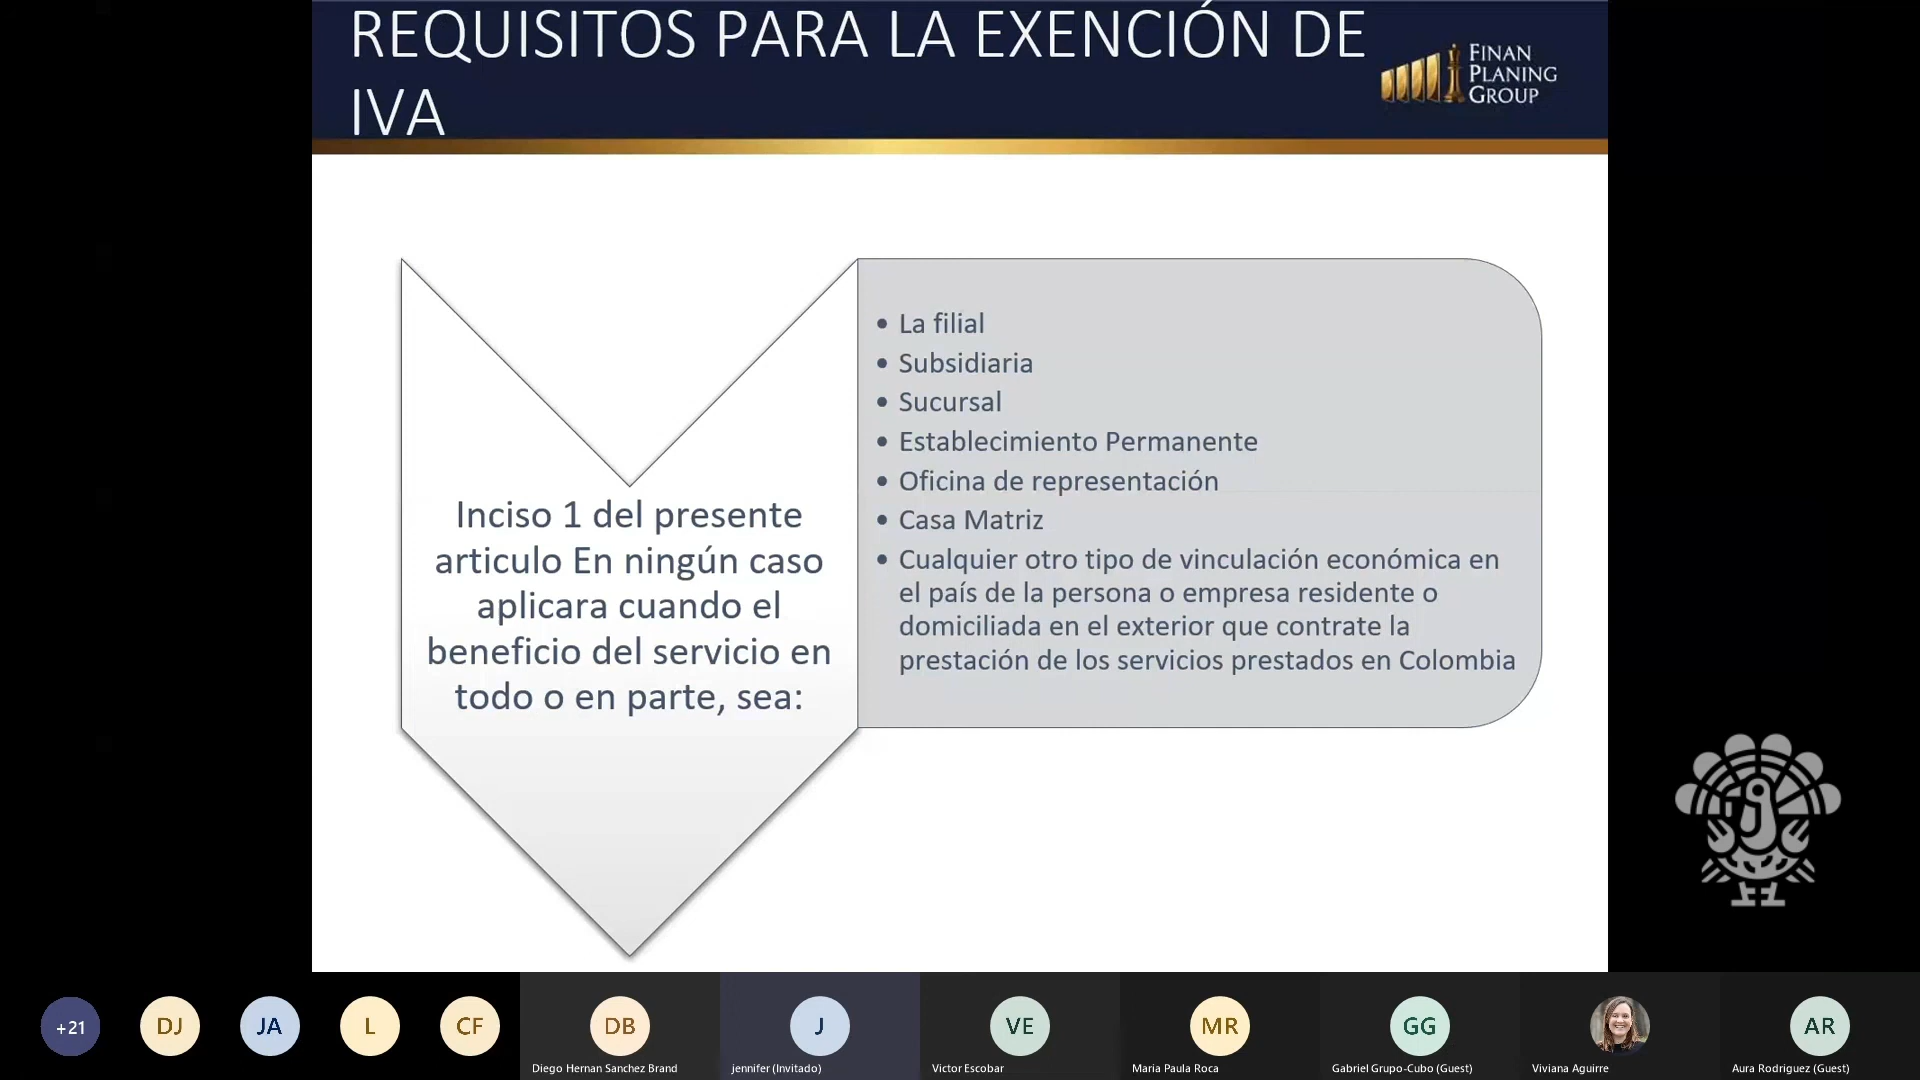 REQUISITOS PARA LA EXENCIÓN DE
IVA
FINAN
PLANING
GROUP
Inciso 1 del presente
articulo En ningún caso
aplicara cuando el
beneficio del servicio en
todo o en parte, sea:
• La filial
• Subsidiaria
• Sucursal
• Establecimiento Permanente
• Oficina de representación
• Casa Matriz
• Cualquier otro tipo de vinculación económica en
el país de la persona o empresa residente o
domiciliada en el exterior que contrate la
prestación de los servicios prestados en Colombia
+21
DJ
JA
L
CF
DB
Diego Hernan Sanchez Brand
J
jennifer (Invitado)
VE
Victor Escobar
MR
Maria Paula Roca
GG
Gabriel Grupo-Cubo (Guest)
Viviana Aguirre
AR
Aura Rodriguez (Guest)